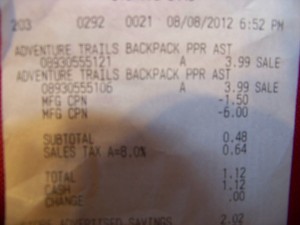 203 0292 0021 08/08/2012 6:52 PM
ADVENTURE TRAILS BACKPACK PPR AST
08930555121 A 3.99 SALE
ADVENTURE TRAILS BACKPACK PPR AST
08930555106 A 3.99 SALE
MFG CPN -1.50
MFG CPN -6.00
SUBTOTAL 0.48
SALES TAX A=8.0% 0.64
TOTAL 1.12
CASH 1.12
CHANGE .00
ADVERTISED SAVINGS 2.02